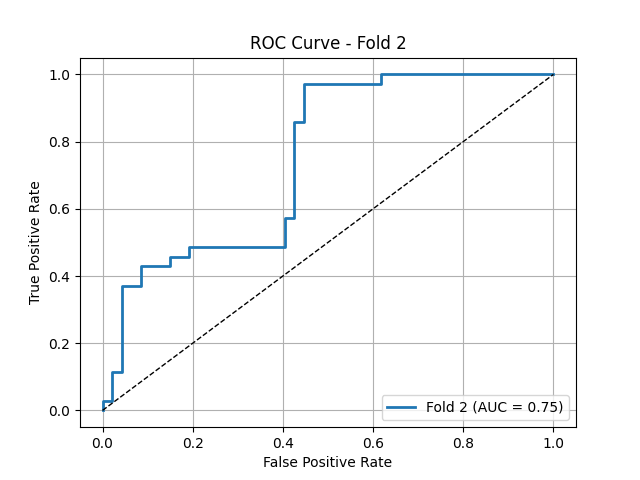 ROC Curve - Fold 2
True Positive Rate
1.0
0.8
0.6
0.4
0.2
0.0
Fold 2 (AUC = 0.75)
0.0 0.2 0.4 0.6 0.8 1.0
False Positive Rate